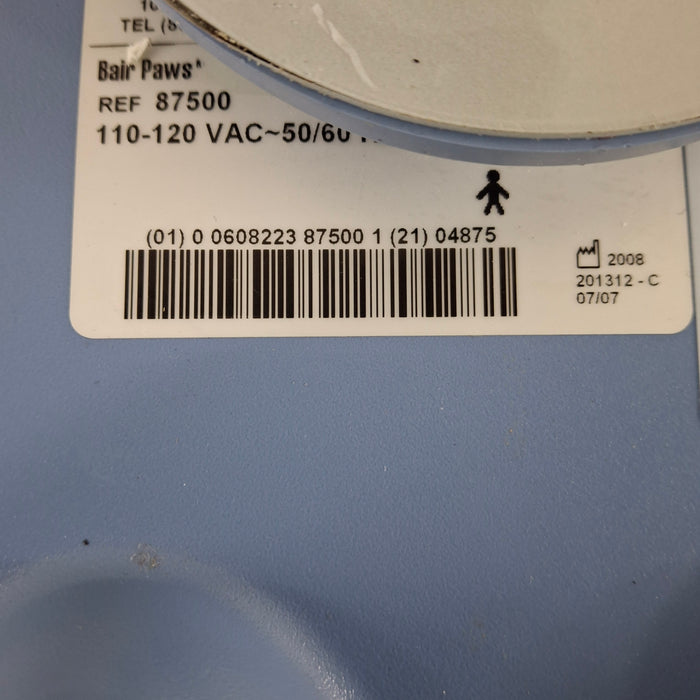 TEL
Bair Paws*
REF 87500
110-120 VAC~50/60
(01) 0 0608223 87500 1 (21) 04875
2008
201312 - C
07/07